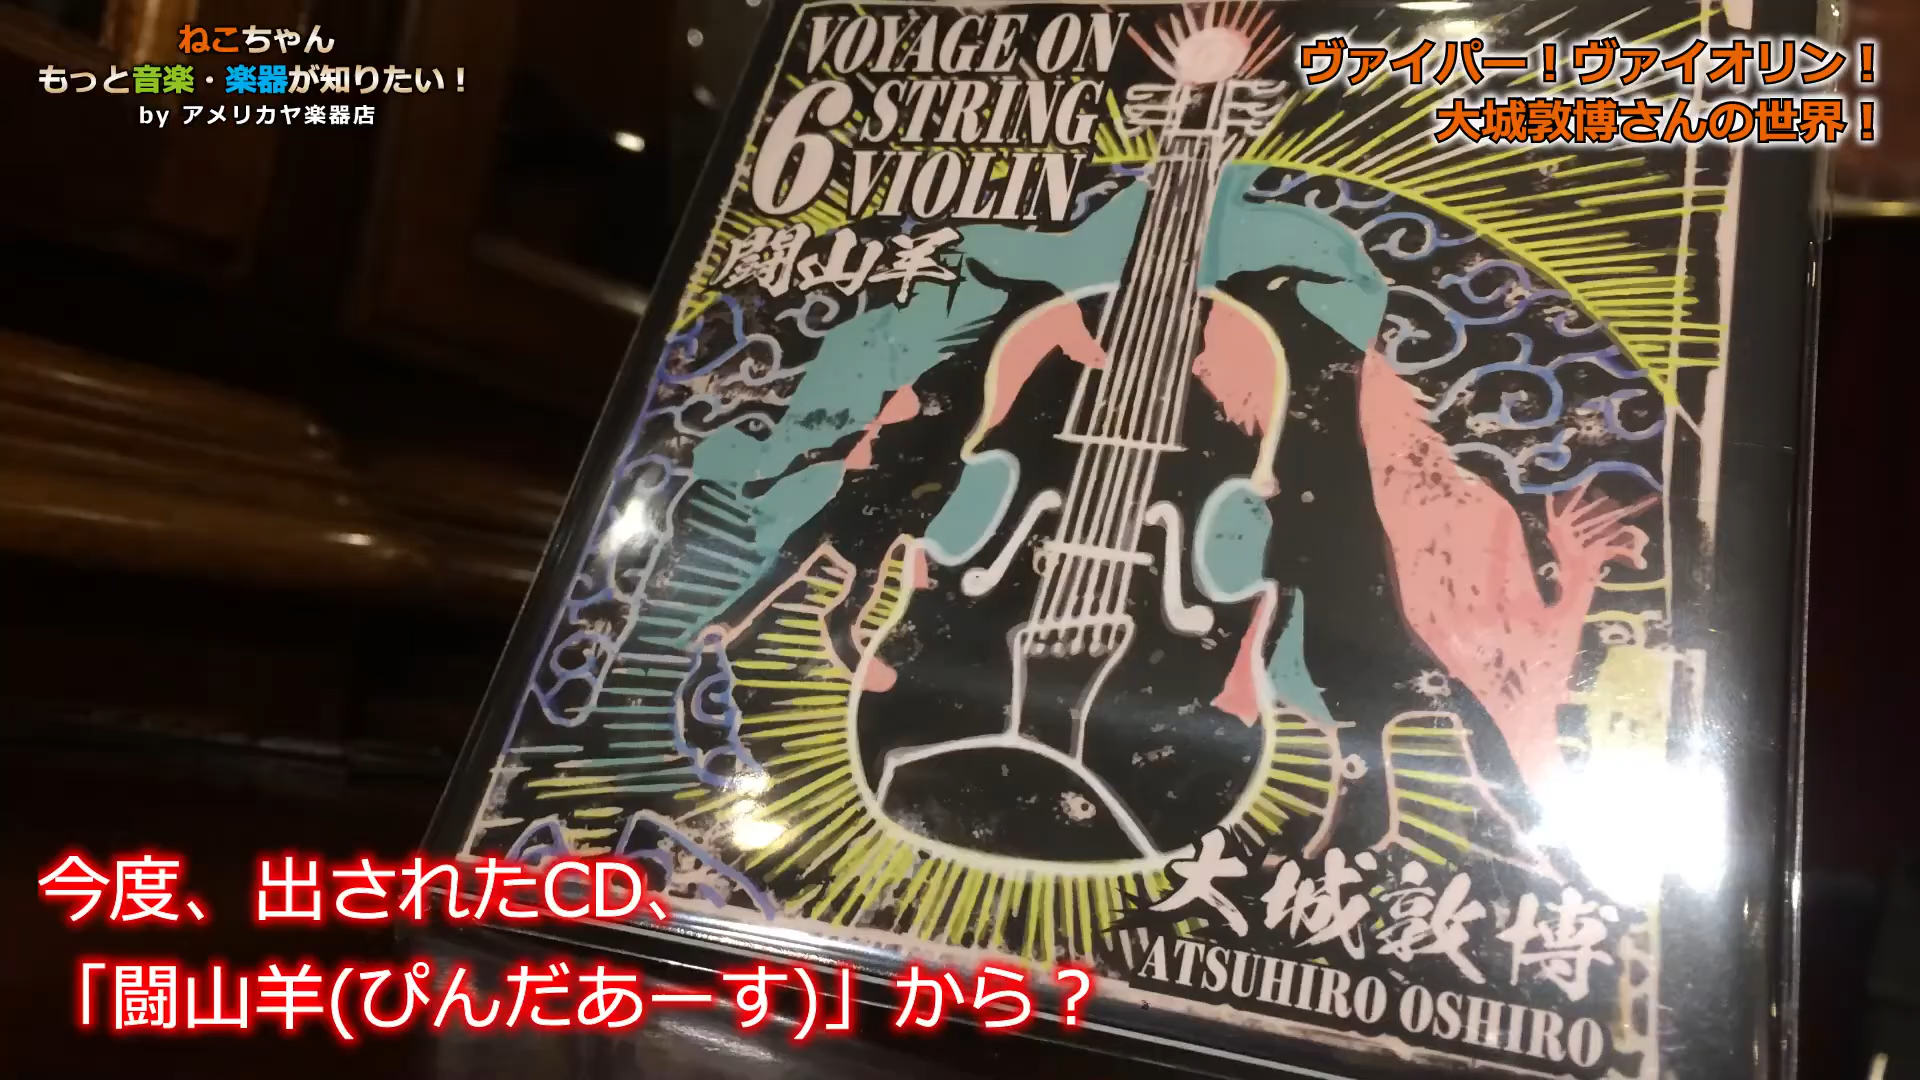 ねこちゃん
もっと音楽・楽器が知りたい！
by アメリカヤ楽器店
ヴァイパー！ヴァイオリン！
大城敦博さんの世界！
VOYAGE ON
6 STRING
VIOLIN
闘山羊
大城敦博
ATSUHIRO OSHIRO
今度、出されたCD、
「闘山羊(ぴんだあーす)」から？